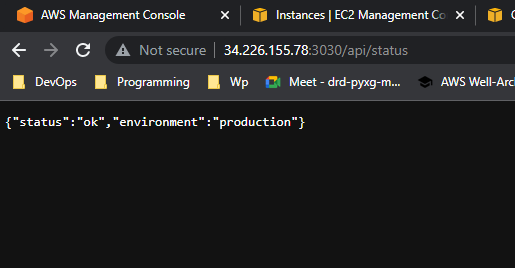 AWS Management Console
Instances | EC2 Management Co
Not secure | 34.226.155.78:3030/api/status
DevOps
Programming
Wp
Meet - drd-pyxg-m...
AWS Well-Arc
{"status":"ok","environment":"production"}